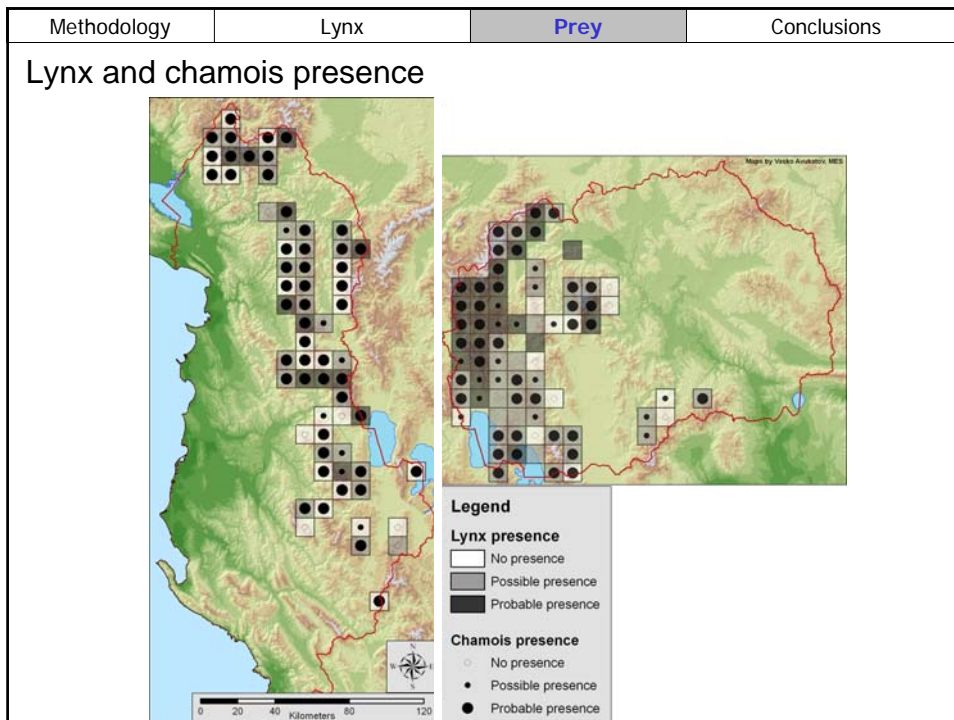 Methodology Lynx Prey Conclusions
Lynx and chamois presence
Maps by Vasko Avukatov, MES
Legend
Lynx presence
No presence
Possible presence
Probable presence
Chamois presence
No presence
Possible presence
Probable presence
N
W E
S
0 20 40 80 120
Kilometers